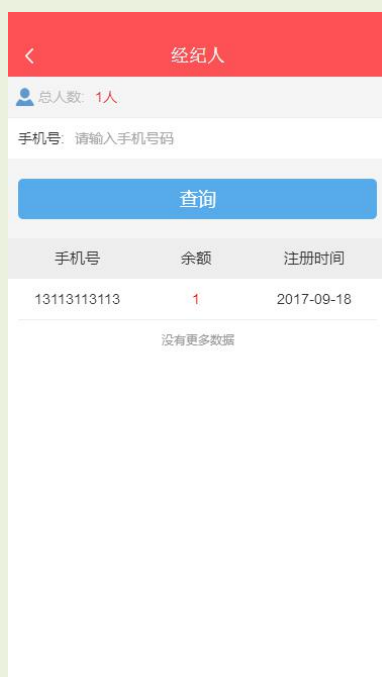 经纪人
总人数: 1人
手机号: 请输入手机号码
查询
手机号 余额 注册时间
13113113113 1 2017-09-18
没有更多数据